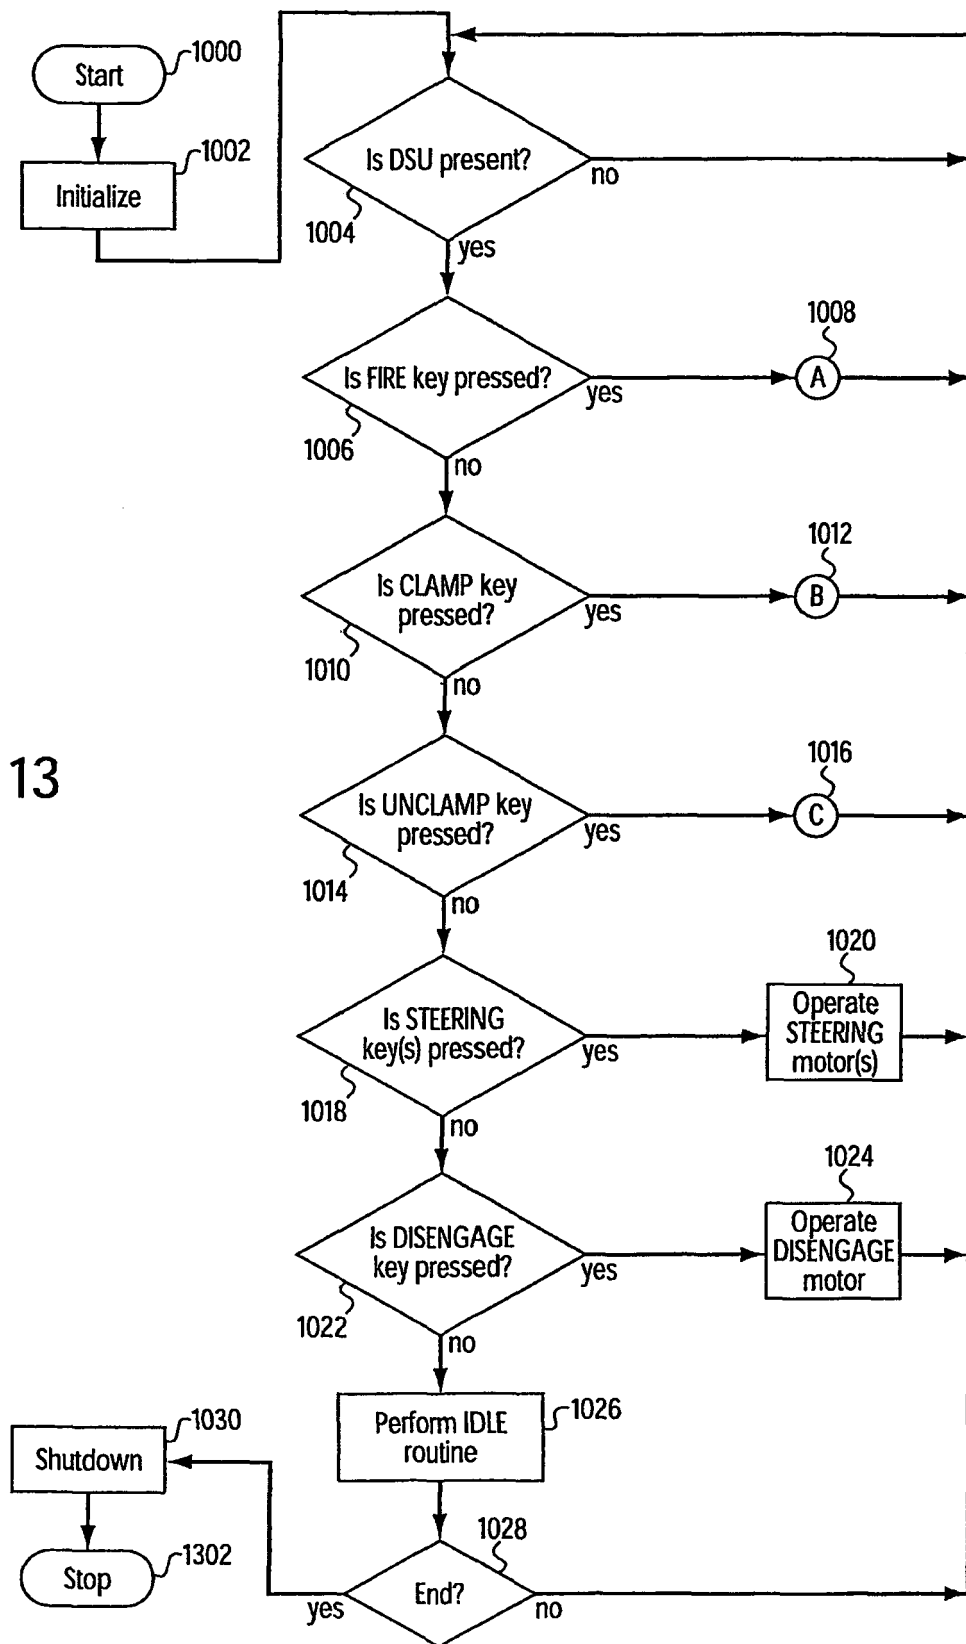 1000
Start
1002
Initialize
Is DSU present?
no
1004
yes
1008
Is FIRE key pressed?
yes
A
1006
no
1012
Is CLAMP key
pressed?
yes
B
1010
no
13
1016
Is UNCLAMP key
pressed?
yes
C
1014
no
1020
Is STEERING
key(s) pressed?
yes
Operate
STEERING
motor(s)
1018
no
1024
Is DISENGAGE
key pressed?
yes
Operate
DISENGAGE
motor
1022
no
Perform IDLE
routine
1026
1030
Shutdown
1028
End?
yes
no
1302
Stop